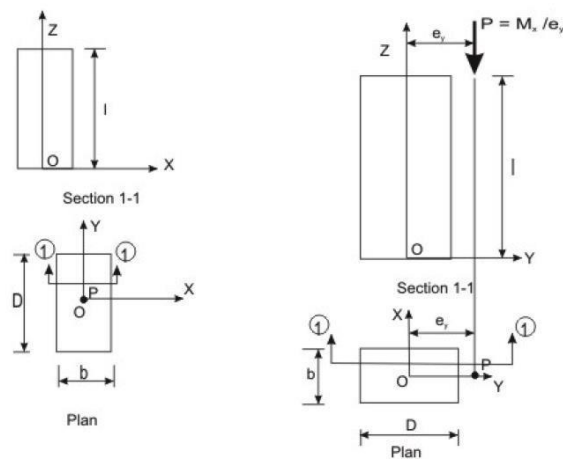 Z
l
O
X
Section 1-1
Y
1 1
D
P
X
O
b
Plan
P = Mx /ey
ey
Z
l
O
Y
Section 1-1
X
ey
1 1
b
O
P
Y
D
Plan